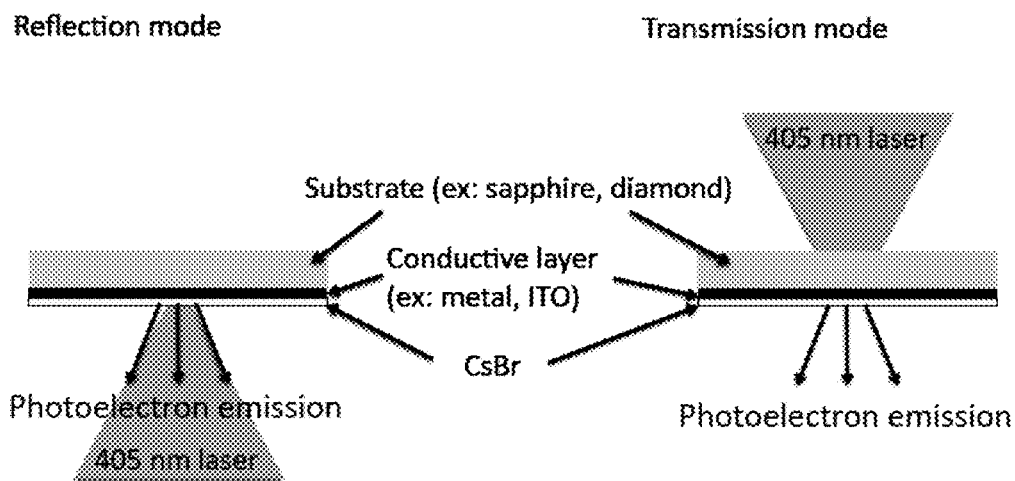 Reflection mode
Transmission mode
405 nm laser
Substrate (ex: sapphire, diamond)
Conductive layer
(ex: metal, ITO)
CsBr
Photoelectron emission
Photoelectron emission
405 nm laser